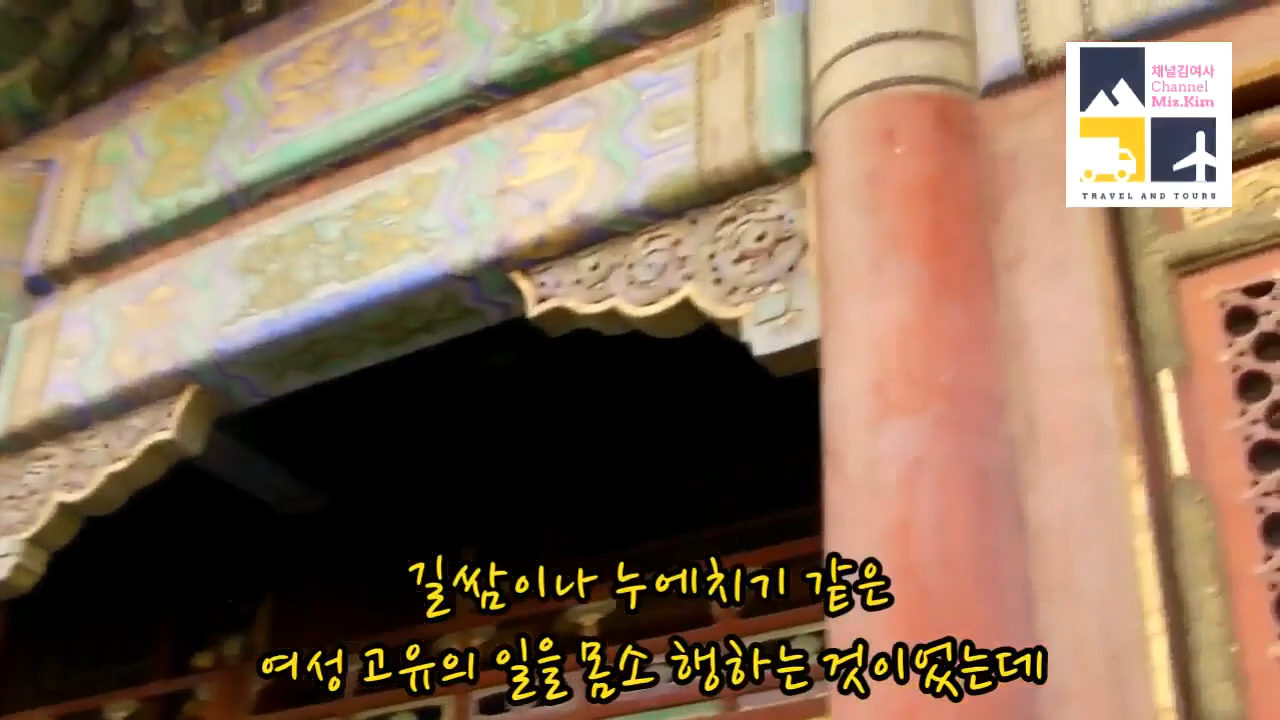 채널김여사
Channel
Miz.Kim
TRAVEL AND TOURS
길쌈이나 누에치기 같은
여성 고유의 일을 몸소 행하는 것이었는데